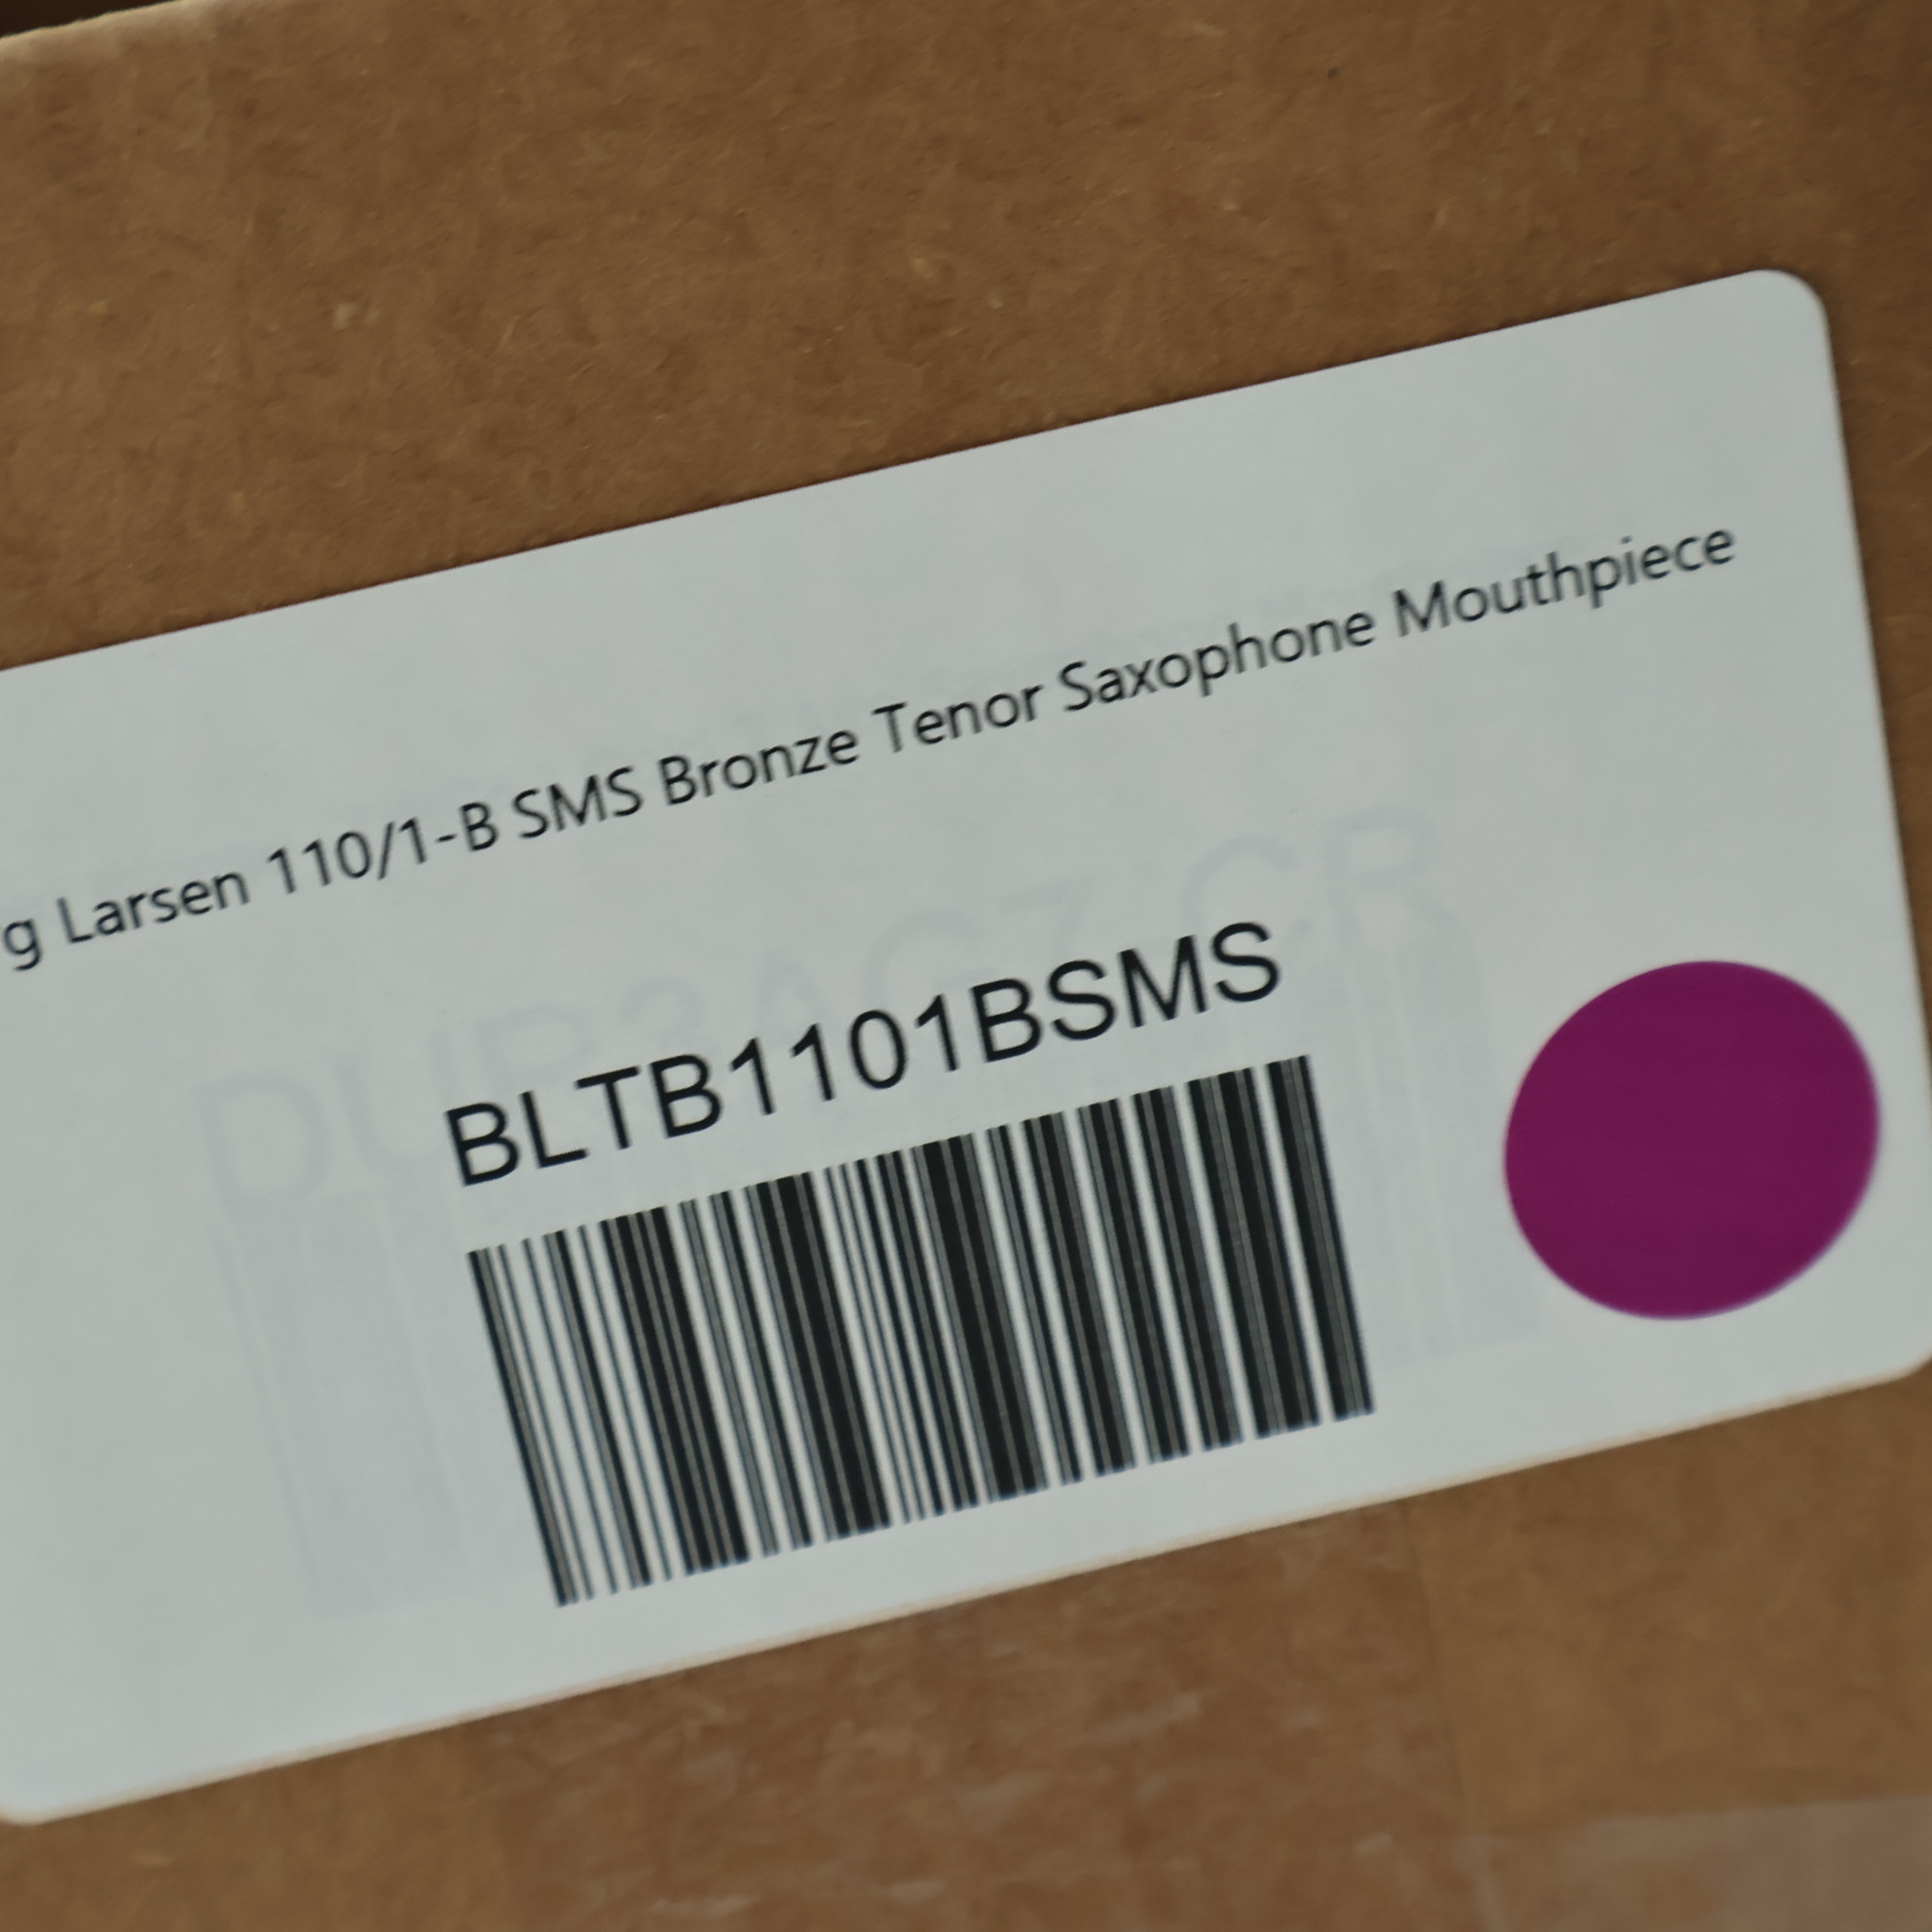 g Larsen 110/1-B SMS Bronze Tenor Saxophone Mouthpiece
BLTB1101BSMS